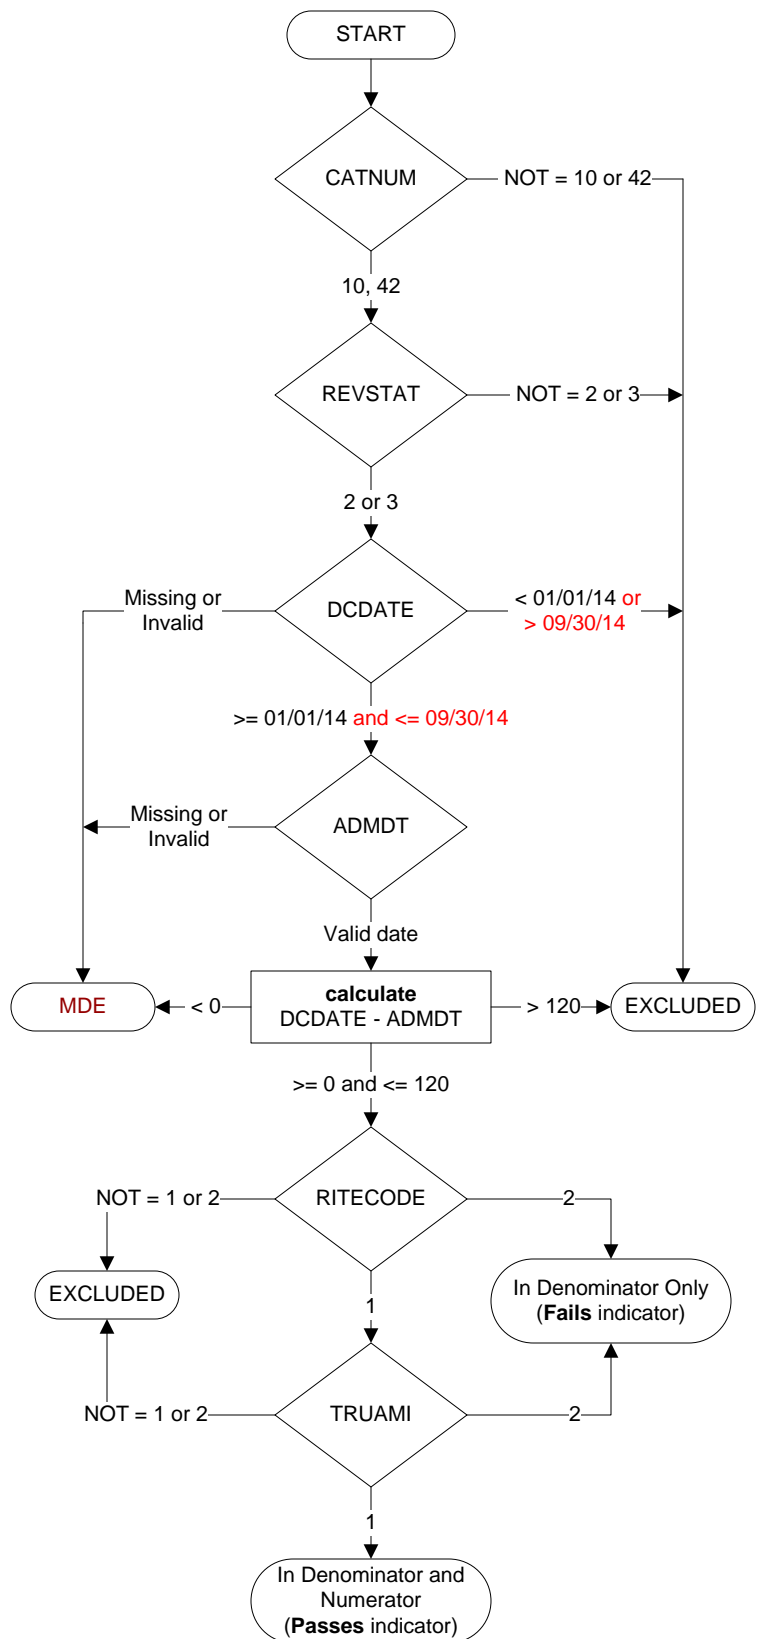 START
CATNUM
NOT = 10 or 42
10, 42
REVSTAT
NOT = 2 or 3
2 or 3
Missing or
Invalid
DCDATE
< 01/01/14 or
> 09/30/14
>= 01/01/14 and <= 09/30/14
Missing or
Invalid
ADMDT
Valid date
MDE
< 0
calculate
DCDATE - ADMDT
> 120
EXCLUDED
>= 0 and <= 120
NOT = 1 or 2
RITECODE
2
EXCLUDED
In Denominator Only
(Fails indicator)
1
NOT = 1 or 2
TRUAMI
2
1
In Denominator and
Numerator
(Passes indicator)